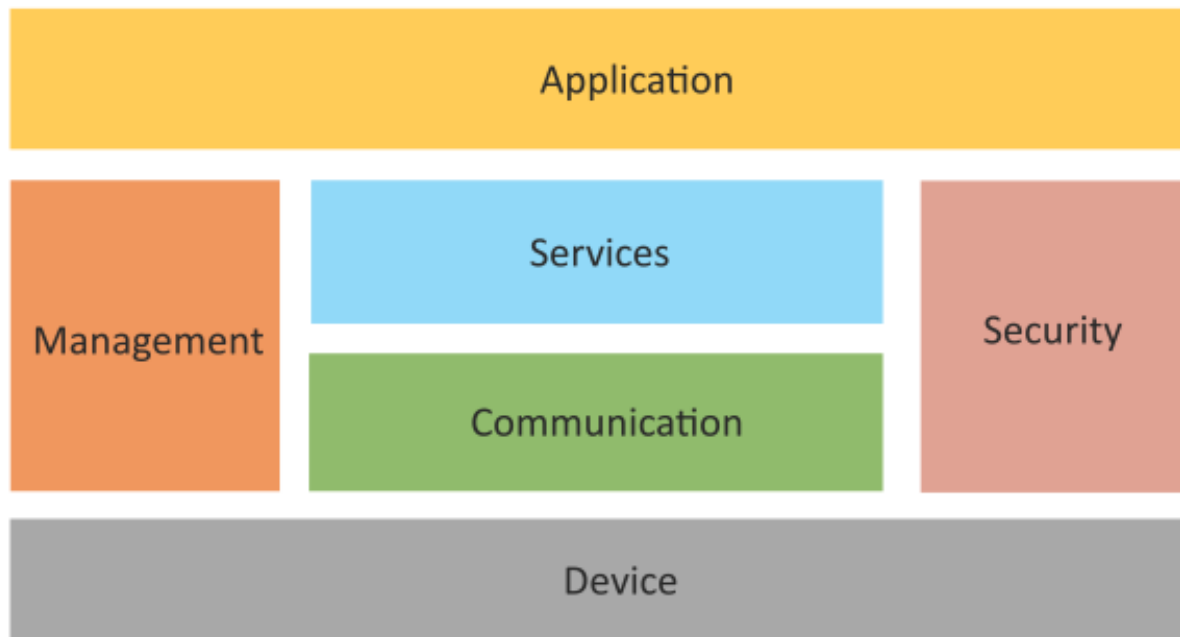 Application
Management
Services
Communication
Security
Device